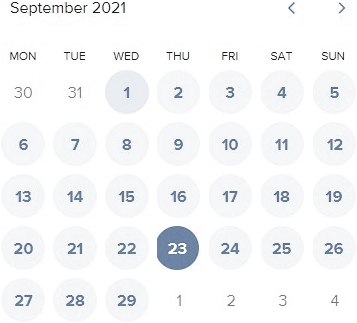 September 2021
MON TUE WED THU FRI SAT SUN
30 31 1 2 3 4 5
6 7 8 9 10 11 12
13 14 15 16 17 18 19
20 21 22 23 24 25 26
27 28 29 1 2 3 4